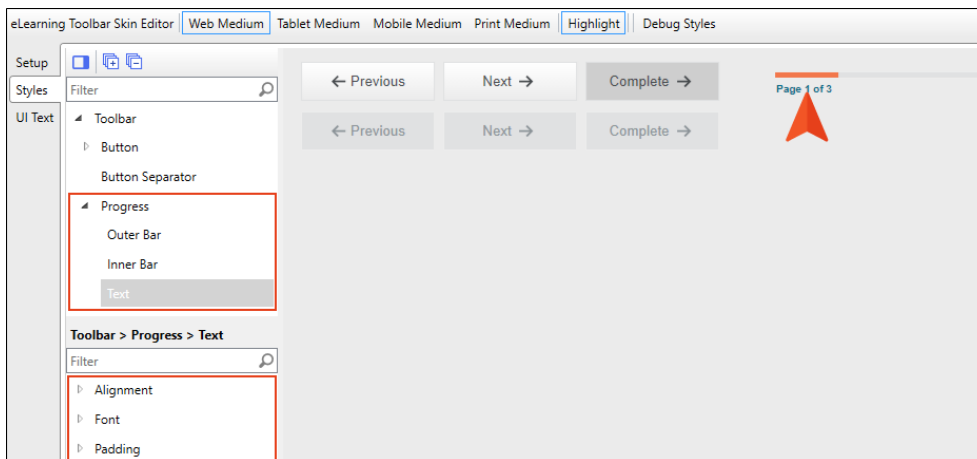 eLearning Toolbar Skin Editor Web Medium Tablet Medium Mobile Medium Print Medium Highlight Debug Styles
Setup
Styles
UI Text
Filter
Toolbar
Button
Button Separator
Progress
Outer Bar
Inner Bar
Text
Toolbar > Progress > Text
Filter
Alignment
Font
Padding
← Previous Next → Complete →
Page 1 of 3
← Previous Next → Complete →